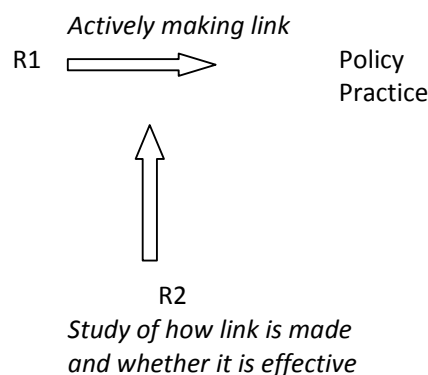 Actively making link
R1
Policy
Practice
R2
Study of how link is made
and whether it is effective